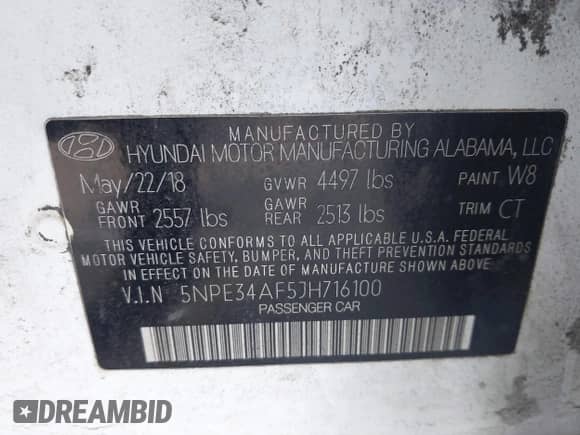 MANUFACTURED BY
HYUNDAI MOTOR MANUFACTURING ALABAMA, LLC
May/22/18 GVWR 4497 lbs PAINT W8
GAWR FRONT 2557 lbs GAWR REAR 2513 lbs TRIM CT
THIS VEHICLE CONFORMS TO ALL APPLICABLE U.S.A. FEDERAL
MOTOR VEHICLE SAFETY, BUMPER, AND THEFT PREVENTION
IN EFFECT ON THE DATE OF MANUFACTURE SHOWN ABOVE.
V.I.N 5NPE34AF5JH716100
PASSENGER CAR
DREAMBID